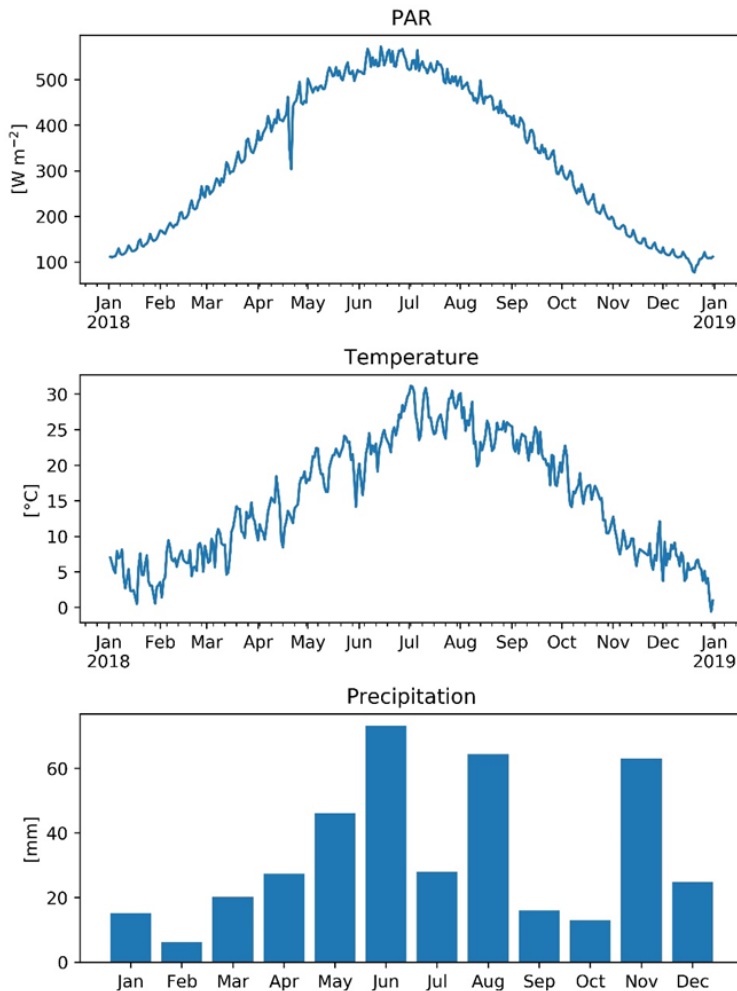 PAR
[W m⁻²]
500
400
300
200
100
Jan Feb Mar Apr May Jun Jul Aug Sep Oct Nov Dec Jan
2018 2019
Temperature
[°C]
30
25
20
15
10
5
0
Jan Feb Mar Apr May Jun Jul Aug Sep Oct Nov Dec Jan
2018 2019
Precipitation
[mm]
60
40
20
0
Jan Feb Mar Apr May Jun Jul Aug Sep Oct Nov Dec